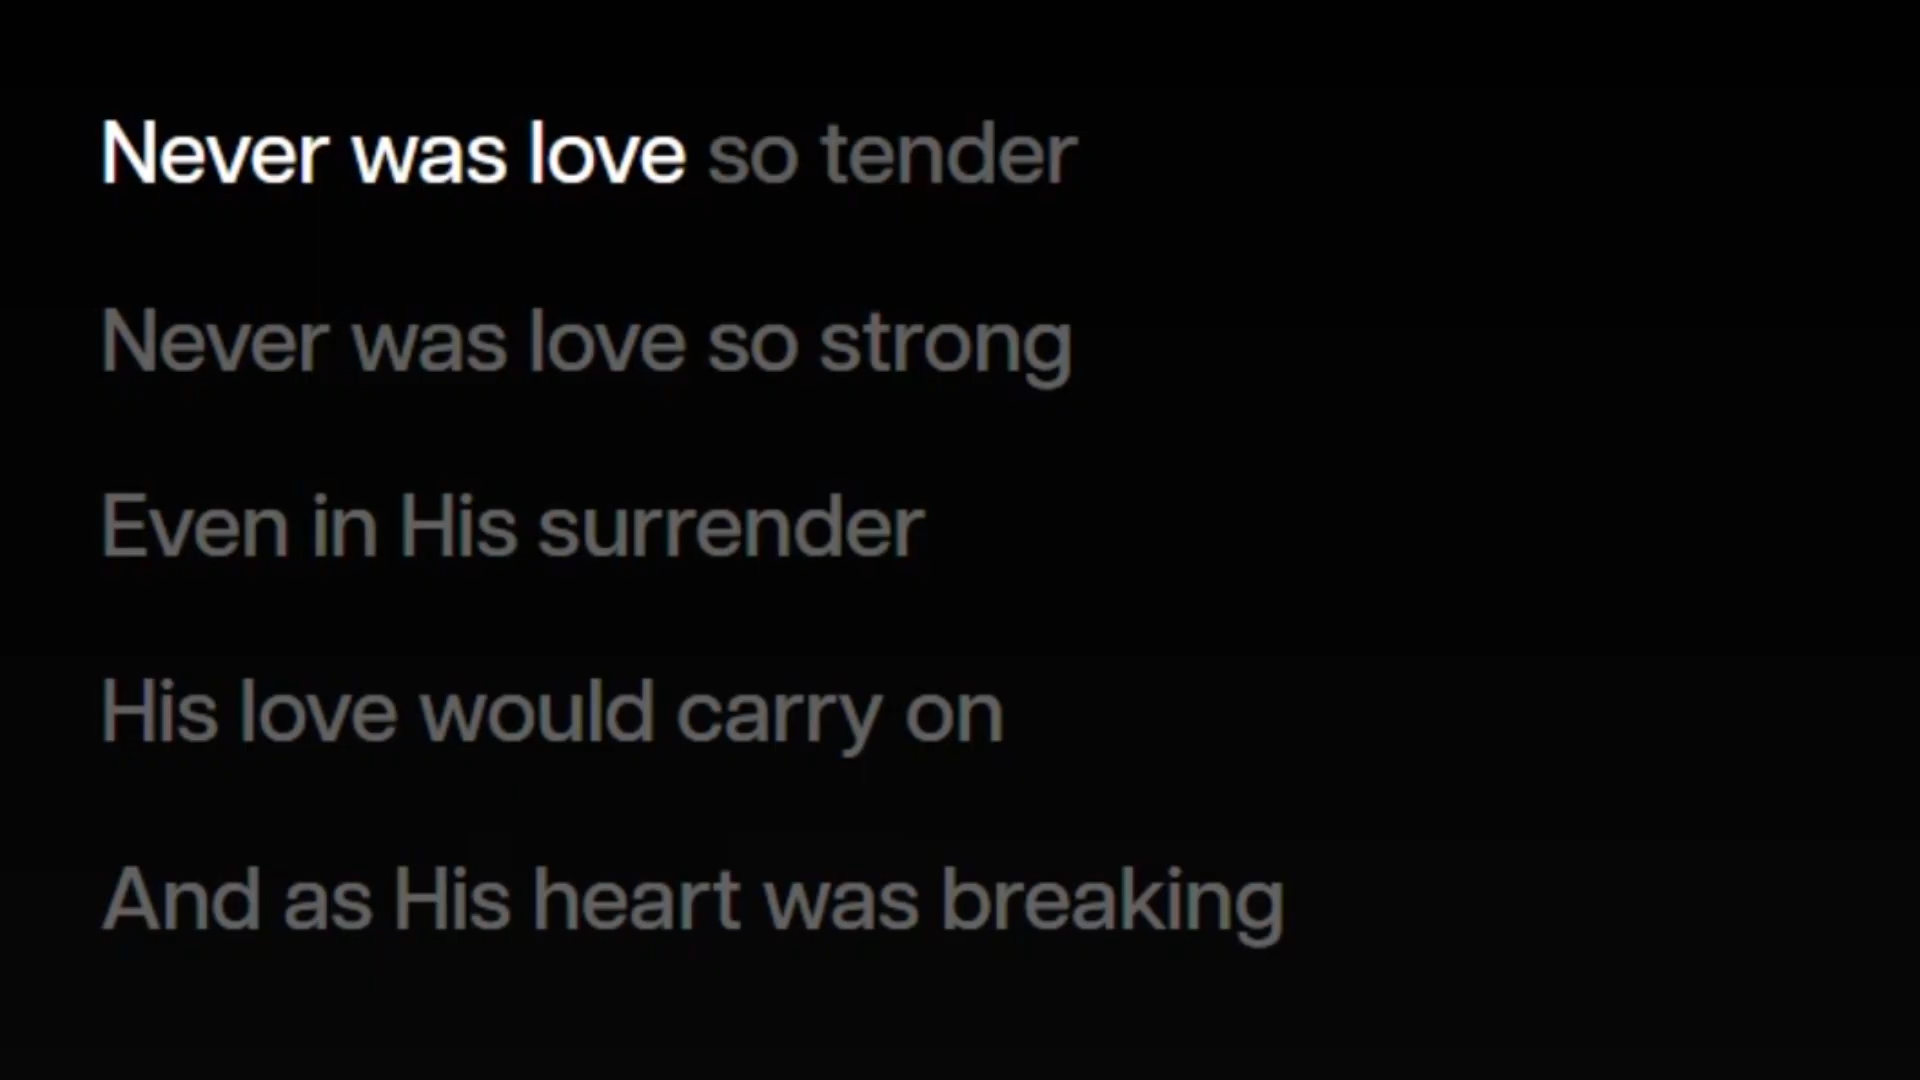 Never was love so tender
Never was love so strong
Even in His surrender
His love would carry on
And as His heart was breaking